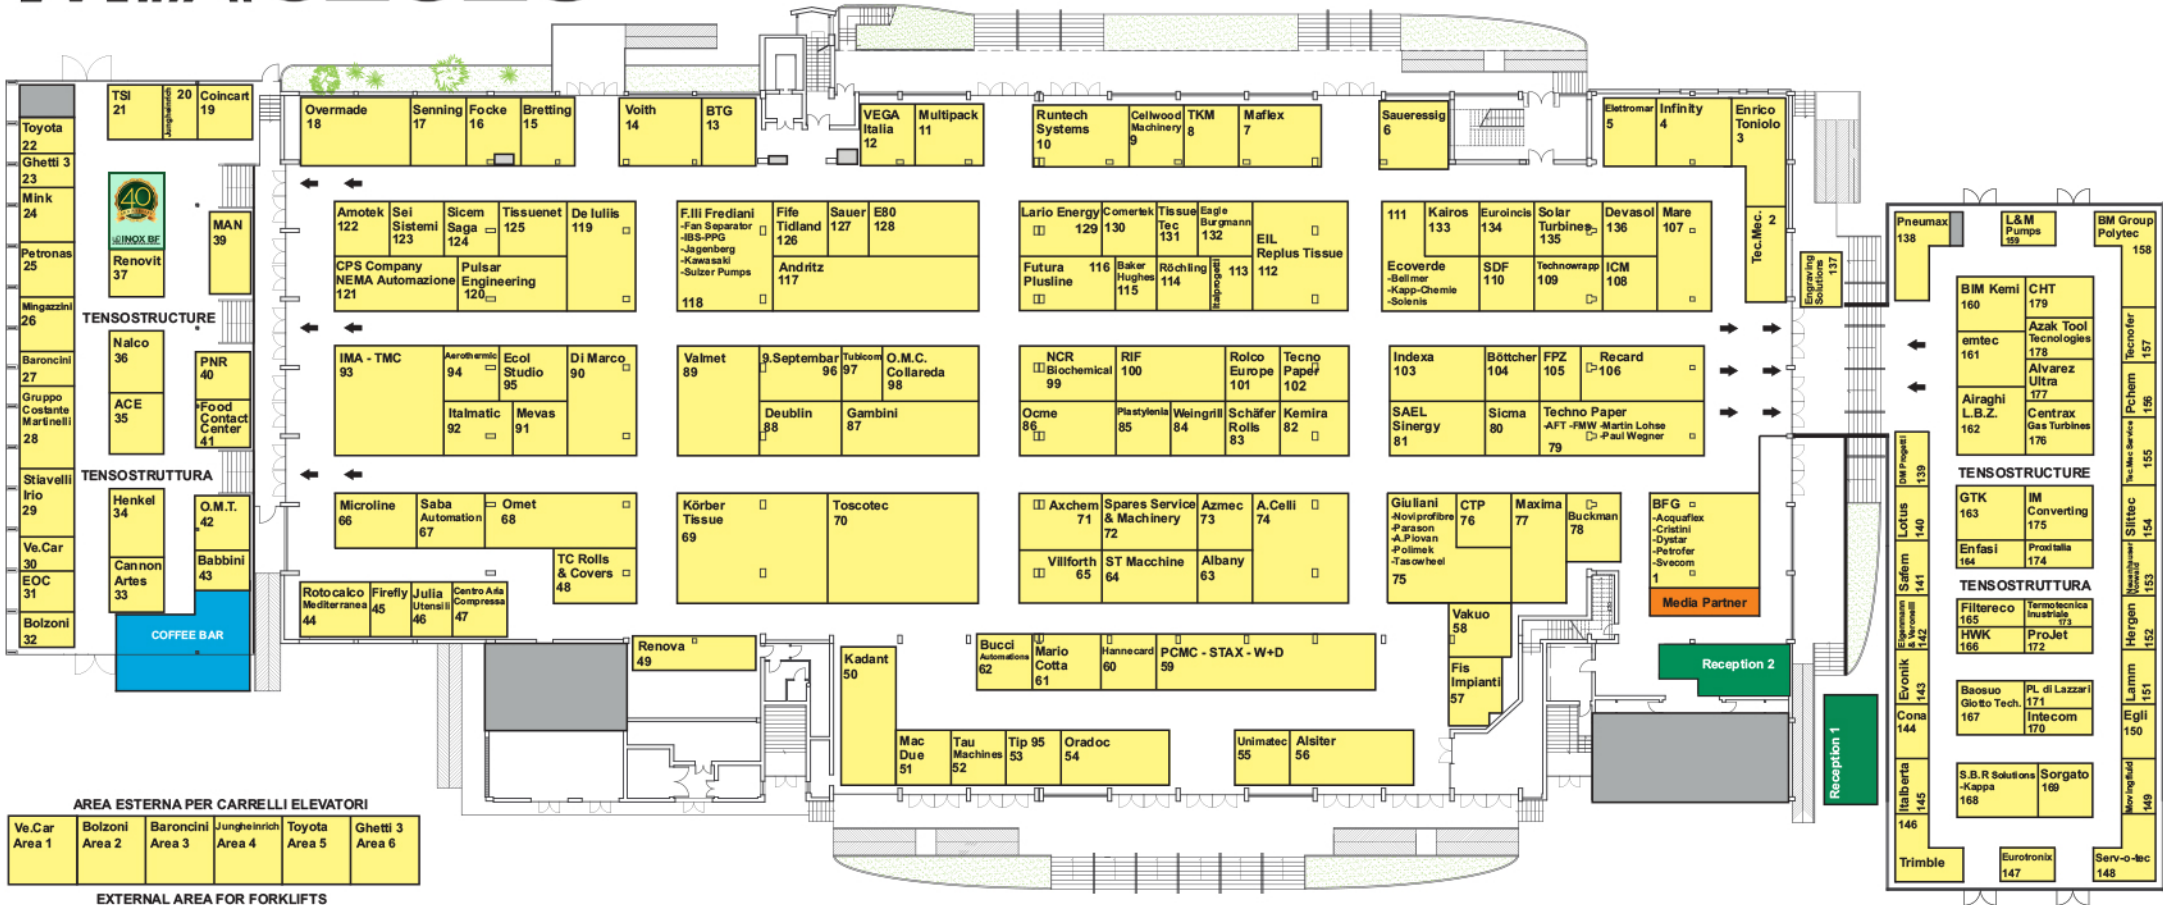 TSI
21
Jungheinrich
20
Coincart
19
Toyota
22
Ghetti 3
23
Mink
24
Petronas
25
Mingazzini
26
Baroncini
27
Gruppo
Costante
Martinelli
28
Stiavelli
Irio
29
Ve.Car
30
EOC
31
Bolzoni
32
40
INOX BF
Renovit
37
MAN
39
TENSOSTRUCTURE
Nalco
36
PNR
40
ACE
35
Food
Contact
Center
41
TENSOSTRUTTURA
Henkel
34
O.M.T.
42
Cannon
Artes
33
Babbini
43
COFFEE BAR
AREA ESTERNA PER CARRELLI ELEVATORI
Ve.Car
Area 1
Bolzoni
Area 2
Baroncini
Area 3
Jungheinrich
Area 4
Toyota
Area 5
Ghetti 3
Area 6
EXTERNAL AREA FOR FORKLIFTS
Overmade
18
Senning
17
Focke
16
Bretting
15
Voith
14
BTG
13
VEGA
Italia
12
Multipack
11
Runtech
Systems
10
Cellwood
Machinery
9
TKM
8
Maflex
7
Saueressig
6
Elettromar
5
Infinity
4
Enrico
Toniolo
3
Tec.Mec.
2
Amotek
122
Sei
Sistemi
123
Sicem
Saga
124
Tissuenet
125
De Iuliis
119
CPS Company
NEMA Automazione
121
Pulsar
Engineering
120
F.lli Frediani
-Fan Separator
-IBS-PPG
-Jagenberg
-Kawasaki
-Sulzer Pumps
118
Fife
Tidland
126
Sauer
127
E80
128
Andritz
117
Lario Energy
129
Comertek
130
Tissue
Tec
131
Eagle
Burgmann
132
EIL
Replus Tissue
112
Futura
Plusline
116
Baker
Hughes
115
Röchling
114
Italprogetti
113
111
Ecoverde
-Bellmer
-Kapp-Chemie
-Solenis
Kairos
133
Euroincis
134
Solar
Turbines
135
Devasol
136
Mare
107
SDF
110
Technowrapp
109
ICM
108
Engraving
Solutions
137
IMA - TMC
93
Aerothermic
94
Ecol
Studio
95
Di Marco
90
Italmatic
92
Mevas
91
Valmet
89
9.Septembar
96
Tubicom
97
O.M.C.
Collareda
98
Deublin
88
Gambini
87
NCR
Biochemical
99
RIF
100
Rolco
Europe
101
Tecno
Paper
102
Ocme
86
Plastylenia
85
Weingrill
84
Schäfer
Rolls
83
Kemira
82
Indexa
103
Böttcher
104
FPZ
105
Recard
106
SAEL
Sinergy
81
Sicma
80
Techno Paper
-AFT -FMW -Martin Lohse
-Paul Wegner
79
Microline
66
Saba
Automation
67
Omet
68
TC Rolls
& Covers
48
Rotocalco
Mediterranea
44
Firefly
45
Julia
Utensili
46
Centro Aria
Compressa
47
Körber
Tissue
69
Toscotec
70
Axchem
71
Spares Service
& Machinery
72
Azmec
73
A.Celli
74
Villforth
65
ST Macchine
64
Albany
63
Giuliani
-Noviprofibre
-Parason
-A.Piovan
-Polimek
-Tasowheel
75
CTP
76
Maxima
77
Buckman
78
BFG
-Acquaflex
-Cristini
-Dystar
-Petrofer
-Svecom
1
Media Partner
Renova
49
Kadant
50
Bucci
Automations
62
Mario
Cotta
61
Hannecard
60
PCMC - STAX - W+D
59
Vakuo
58
Fis
Impianti
57
Mac
Due
51
Tau
Machines
52
Tip 95
53
Oradoc
54
Unimatec
55
Alsiter
56
Reception 2
Reception 1
Pneumax
138
L&M
Pumps
159
BM Group
Polytec
158
BIM Kemi
160
CHT
179
emtec
161
Azak Tool
Tecnologies
178
Alvarez
Ultra
177
Airaghi
L.B.Z.
162
Centrax
Gas Turbines
176
Tecnofer
157
Pchem
156
Tec.Mec Service
155
DM Progetti
139
TENSOSTRUCTURE
Lotus
140
GTK
163
IM
Converting
175
Slittec
154
Enfasi
164
Proxitalia
174
Safem
141
TENSOSTRUTTURA
153
Eigenmann
& Veronelli
142
Filtereco
165
Termotecnica
Inustriale
173
HWK
166
ProJet
172
Hergen
152
Evonik
143
Baosuo
Giotto Tech.
167
PL di Lazzari
171
Intecom
170
Lamm
151
Cona
144
Egli
150
Italberta
145
S.B.R Solutions
-Kappa
168
Sorgato
169
Movingfluid
149
146
Trimble
Eurotronix
147
Serv-o-tec
148